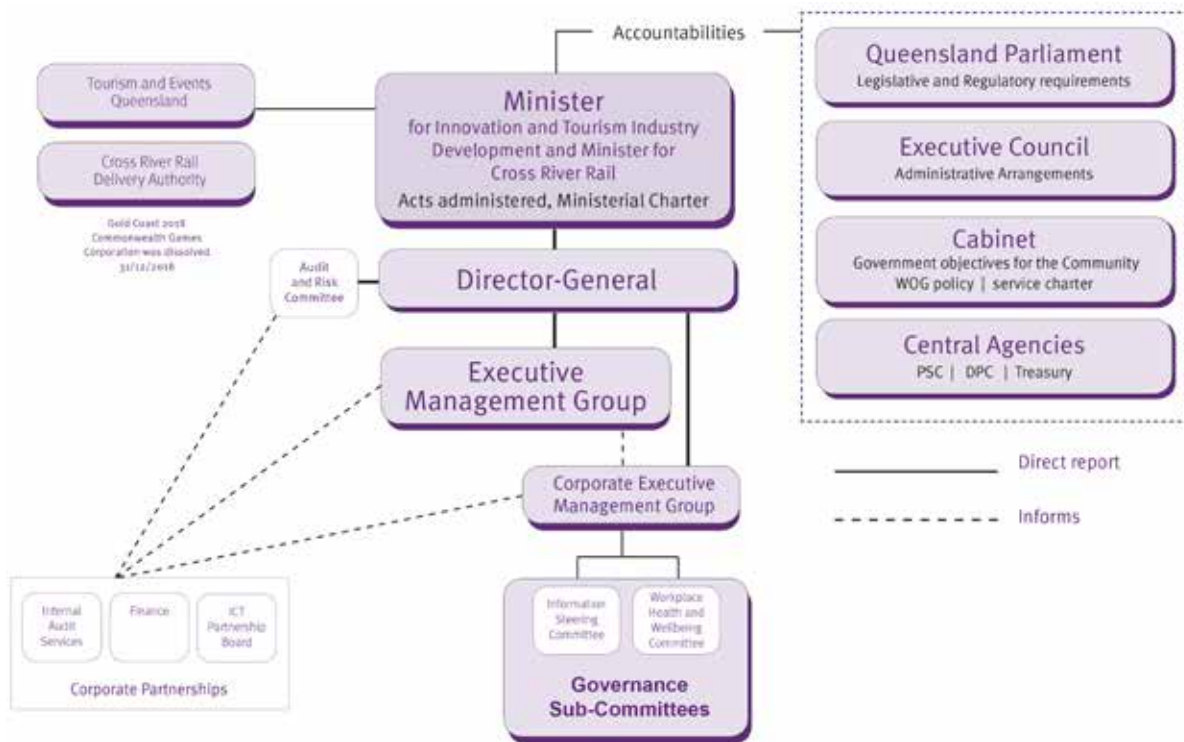 Accountabilities
Tourism and Events
Queensland
Cross River Rail
Delivery Authority
Gold Coast 2018
Commonwealth Games
Corporation was dissolved
31/12/2018
Minister
for Innovation and Tourism Industry
Development and Minister for
Cross River Rail
Acts administered, Ministerial Charter
Queensland Parliament
Legislative and Regulatory requirements
Executive Council
Administrative Arrangements
Cabinet
Government objectives for the Community
WOG policy | service charter
Central Agencies
PSC | DPC | Treasury
Audit
and Risk
Committee
Director-General
Executive
Management Group
Corporate Executive
Management Group
Direct report
Informs
Internal
Audit
Services
Finance
ICT
Partnership
Board
Corporate Partnerships
Information
Steering
Committee
Workplace
Health and
Wellbeing
Committee
Governance
Sub-Committees